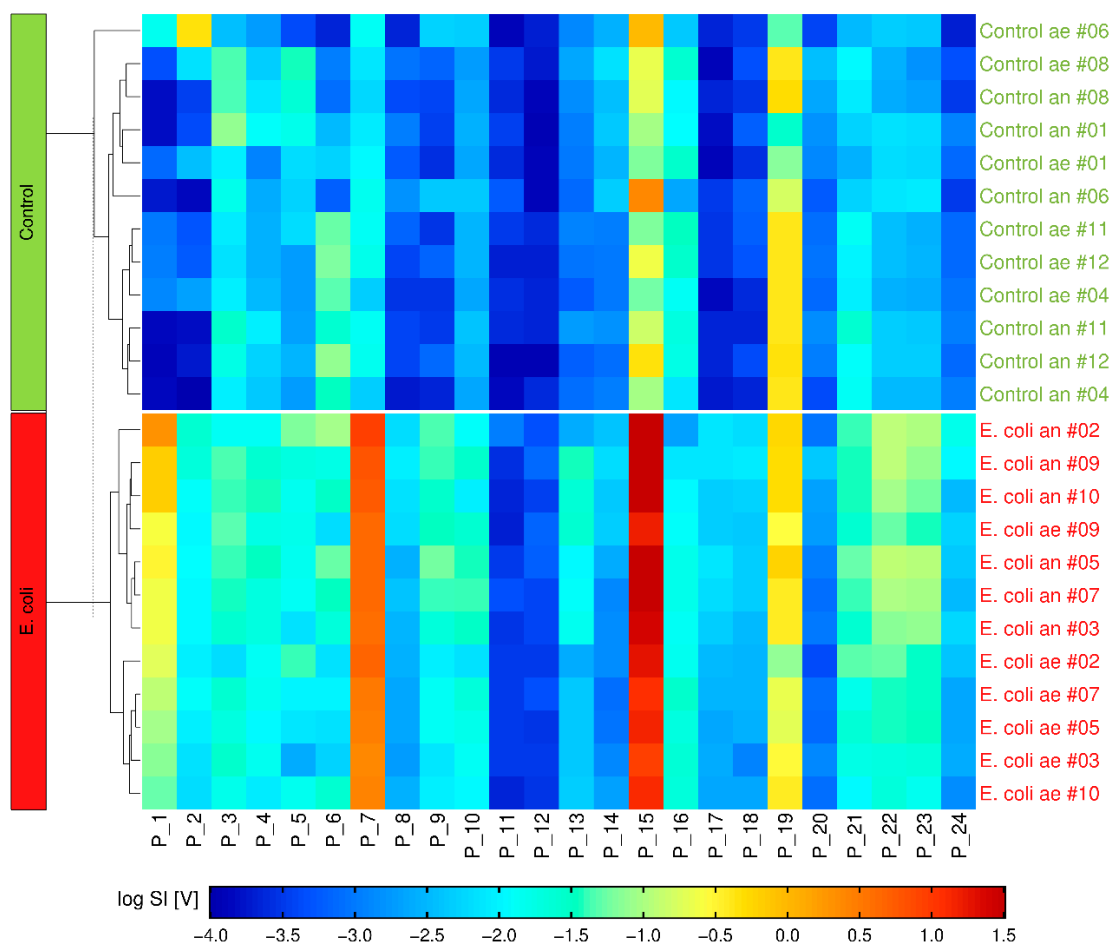 Control
E. coli
Control ae #06
Control ae #08
Control an #08
Control an #01
Control ae #01
Control an #06
Control ae #11
Control ae #12
Control ae #04
Control an #11
Control an #12
Control an #04
E. coli an #02
E. coli an #09
E. coli an #10
E. coli ae #09
E. coli an #05
E. coli an #07
E. coli an #03
E. coli ae #02
E. coli ae #07
E. coli ae #05
E. coli ae #03
E. coli ae #10
P_1 P_2 P_3 P_4 P_5 P_6 P_7 P_8 P_9 P_10 P_11 P_12 P_13 P_14 P_15 P_16 P_17 P_18 P_19 P_20 P_21 P_22 P_23 P_24
log SI [V]
−4.0 −3.5 −3.0 −2.5 −2.0 −1.5 −1.0 −0.5 0.0 0.5 1.0 1.5